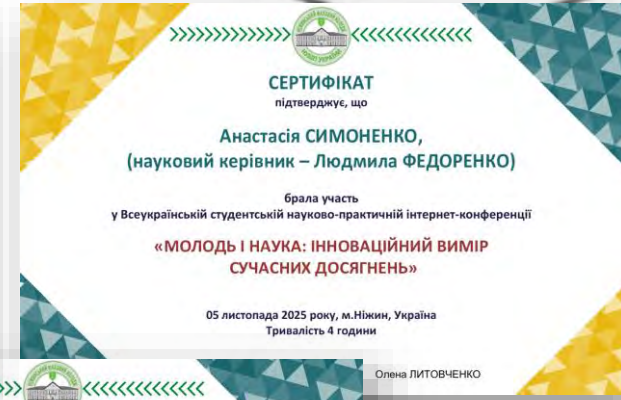 СЕРТИФІКАТ
підтверджує, що
Анастасія СИМОНЕНКО,
(науковий керівник – Людмила ФЕДОРЕНКО)
брала участь
у Всеукраїнській студентській науково-практичній інтернет-конференції
«МОЛОДЬ І НАУКА: ІННОВАЦІЙНИЙ ВИМІР
СУЧАСНИХ ДОСЯГНЕНЬ»
05 листопада 2025 року, м.Ніжин, Україна
Тривалість 4 години
Олена ЛИТОВЧЕНКО